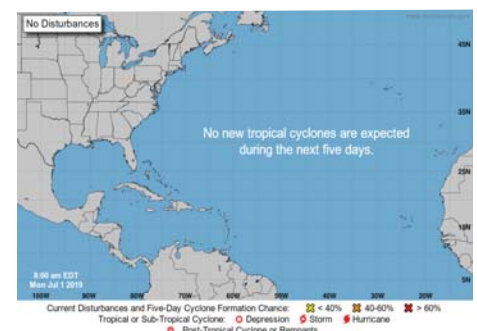 No Disturbances
45N
35N
No new tropical cyclones are expected
during the next five days.
25N
15N
8:00 am EDT
Mon Jul 1 2019
5N
100W 90W 80W 70W 60W 50W 40W 30W 20W
Current Disturbances and Five-Day Cyclone Formation Chance: < 40% 40-60% > 60%
Tropical or Sub-Tropical Cyclone: Depression Storm Hurricane
Post-Tropical Cyclone or Remnants